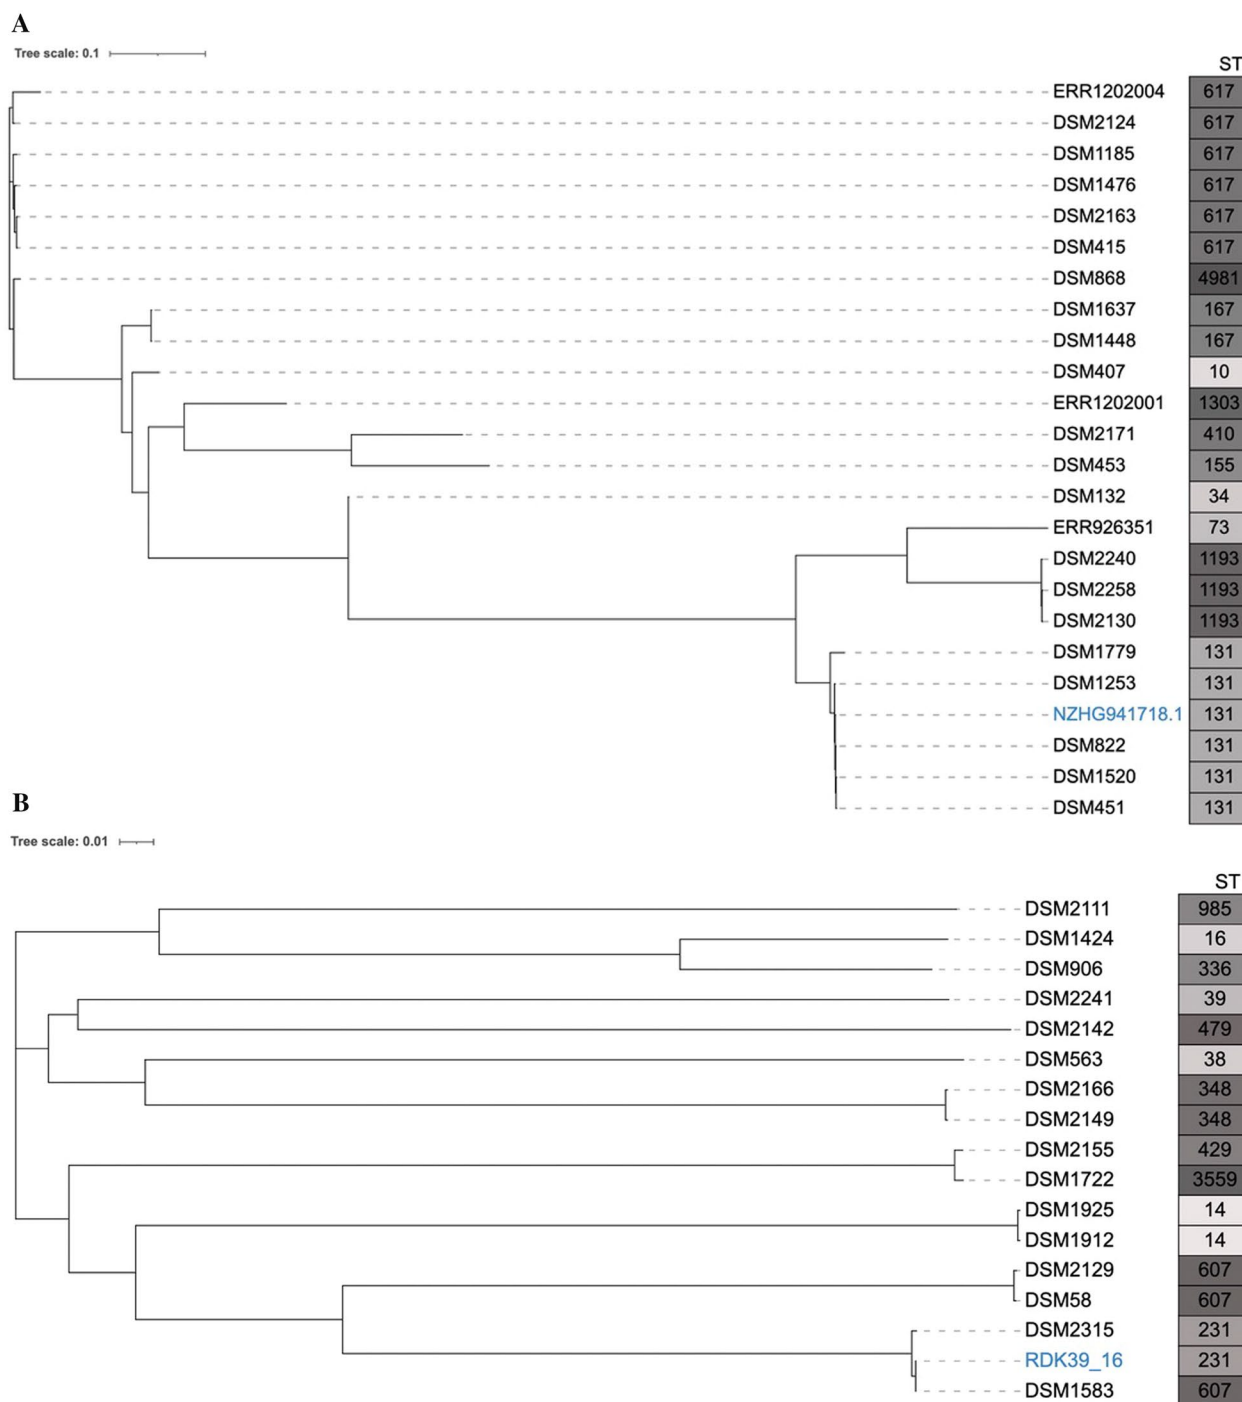 A
Tree scale: 0.1
ST
ERR1202004 617
DSM2124 617
DSM1185 617
DSM1476 617
DSM2163 617
DSM415 617
DSM868 4981
DSM1637 167
DSM1448 167
DSM407 10
ERR1202001 1303
DSM2171 410
DSM453 155
DSM132 34
ERR926351 73
DSM2240 1193
DSM2258 1193
DSM2130 1193
DSM1779 131
DSM1253 131
NZHG941718.1 131
DSM822 131
DSM1520 131
DSM451 131
B
Tree scale: 0.01
ST
DSM2111 985
DSM1424 16
DSM906 336
DSM2241 39
DSM2142 479
DSM563 38
DSM2166 348
DSM2149 348
DSM2155 429
DSM1722 3559
DSM1925 14
DSM1912 14
DSM2129 607
DSM58 607
DSM2315 231
RDK39_16 231
DSM1583 607